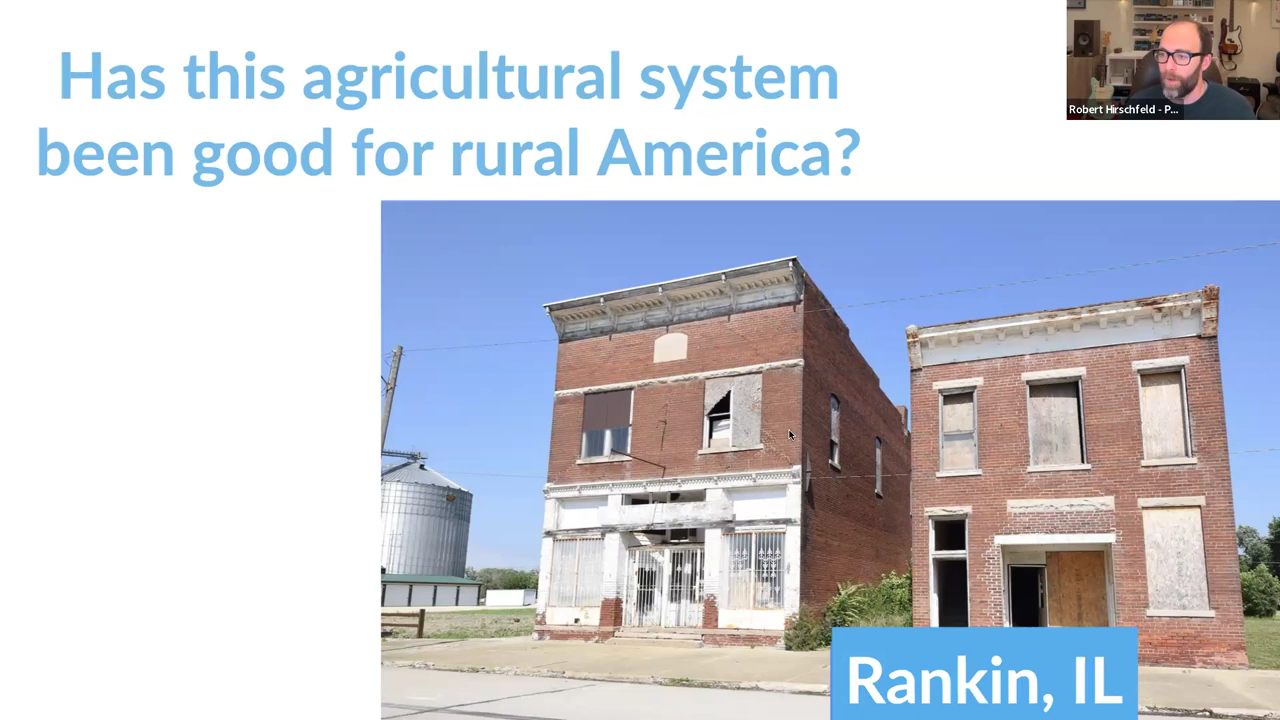 Has this agricultural system
been good for rural America?
Robert Hirschfeld - P...
Rankin, IL